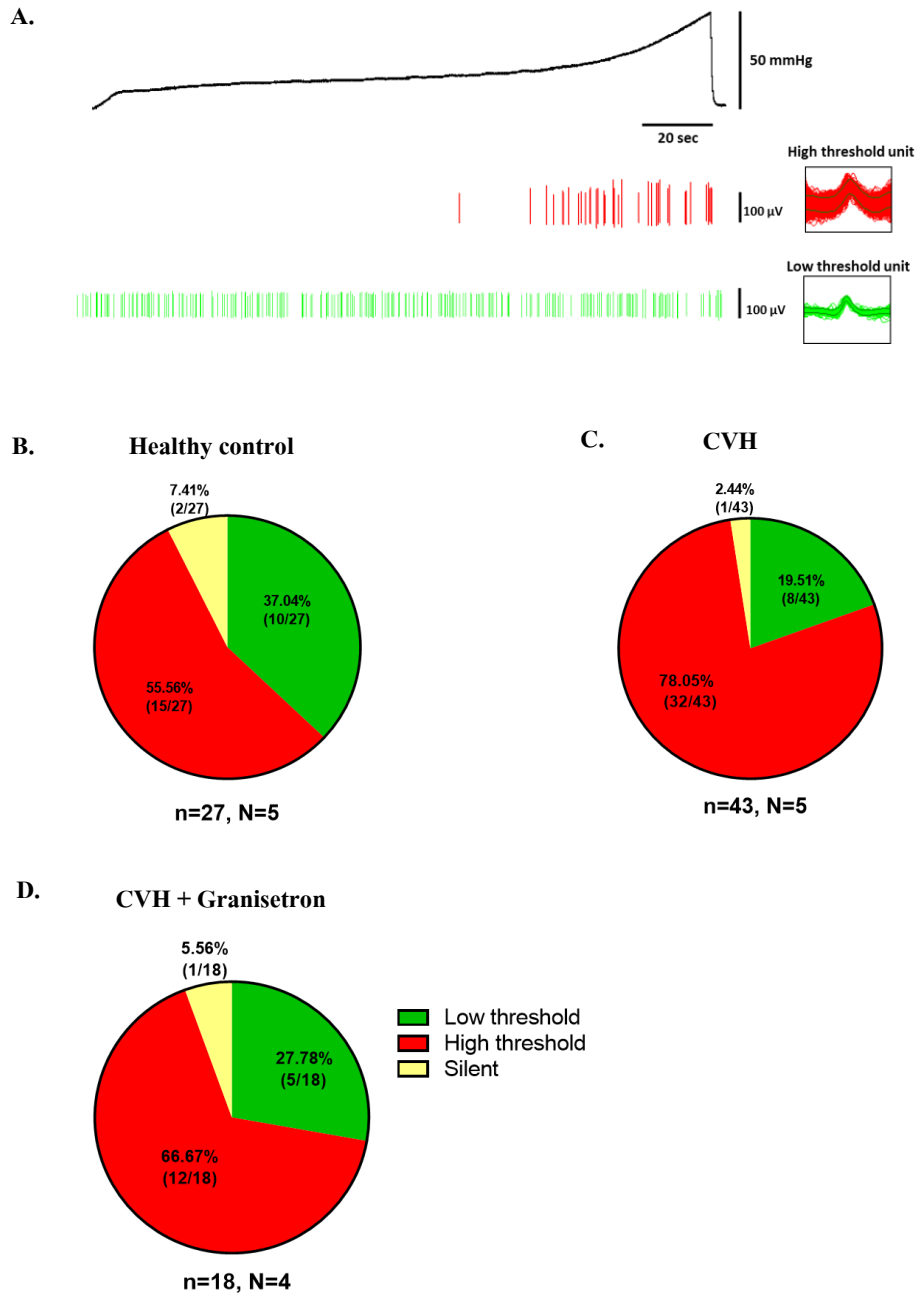 A.
50 mmHg
20 sec
High threshold unit
100 µV
Low threshold unit
100 µV
B.
Healthy control
7.41%
(2/27)
37.04%
(10/27)
55.56%
(15/27)
n=27, N=5
C.
CVH
2.44%
(1/43)
19.51%
(8/43)
78.05%
(32/43)
n=43, N=5
D.
CVH + Granisetron
5.56%
(1/18)
27.78%
(5/18)
66.67%
(12/18)
n=18, N=4
Low threshold
High threshold
Silent